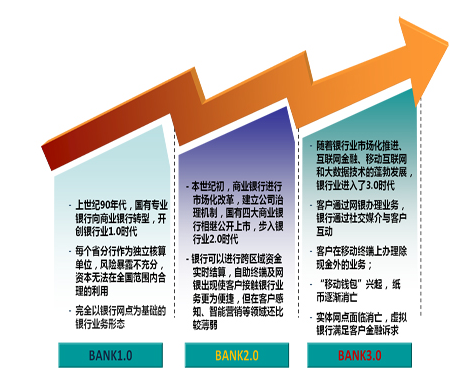 - 上世纪90年代，国有专业
银行向商业银行转型，开
创银行业1.0时代
- 每个省分行作为独立核算
单位，风险暴露不充分，
资本无法在全国范围内合
理的利用
- 完全以银行网点为基础的
银行业务形态
BANK1.0
- 本世纪初，商业银行进行
市场化改革，建立公司治
理机制，国有四大商业银
行相继公开上市，步入银
行业2.0时代
- 银行可以进行跨区域资金
实时结算，自助终端及网
银出现使客户接触银行业
务更为便捷，但在客户感
知、智能营销等领域还比
较薄弱
BANK2.0
- 随着银行业市场化推进、
互联网金融、移动互联网
和大数据技术的蓬勃发展，
银行业进入了3.0时代
- 客户通过网银办理业务，
银行通过社交媒介与客户
互动
- 客户在移动终端上办理除
现金外的业务；
- “移动钱包”兴起，纸
币逐渐消亡
- 实体网点面临消亡，虚拟
银行满足客户金融诉求
BANK3.0